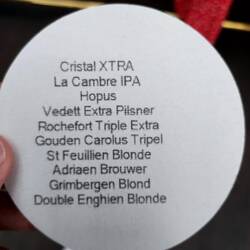 Cristal XTRA
La Cambre IPA
Hopus
Vedett Extra Pilsner
Rochefort Triple Extra
Gouden Carolus Tripel
St Feuillien Blonde
Adriaen Brouwer
Grimbergen Blond
Double Enghien Blonde